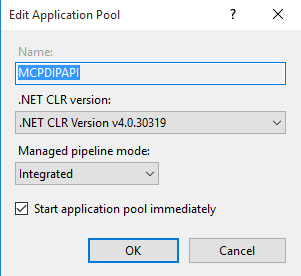 Edit Application Pool
Name:
MCPDIPAPI
.NET CLR version:
.NET CLR Version v4.0.30319
Managed pipeline mode:
Integrated
Start application pool immediately
OK Cancel